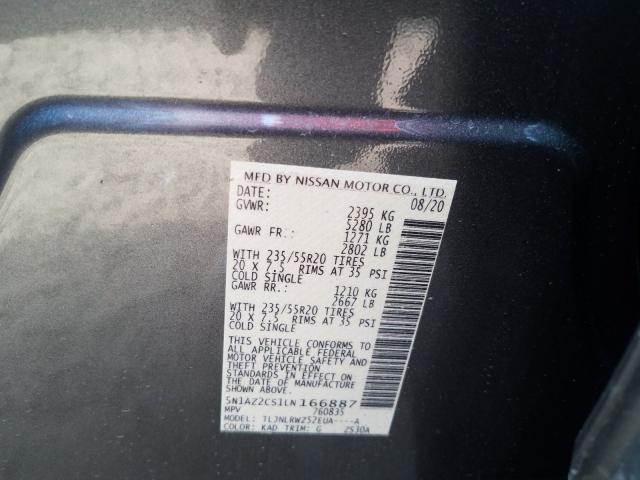 MFD BY NISSAN MOTOR CO., LTD.
DATE: 08/20
GVWR: 2395 KG
5280 LB
GAWR FR.: 1271 KG
2802 LB
WITH 235/55R20 TIRES
20 X 7.5 RIMS AT 35 PSI
COLD SINGLE
GAWR RR.: 1210 KG
2667 LB
WITH 235/55R20 TIRES
20 X 7.5 RIMS AT 35 PSI
COLD SINGLE
THIS VEHICLE CONFORMS TO
ALL APPLICABLE FEDERAL
MOTOR VEHICLE SAFETY AND
THEFT PREVENTION
STANDARDS IN EFFECT ON
THE DATE OF MANUFACTURE
SHOWN ABOVE.
5N1AZ2CS1LN166887
MPV 760835
MODEL: TLJNLRWZ52EUA----A
COLOR: KAD TRIM: G 2S30A